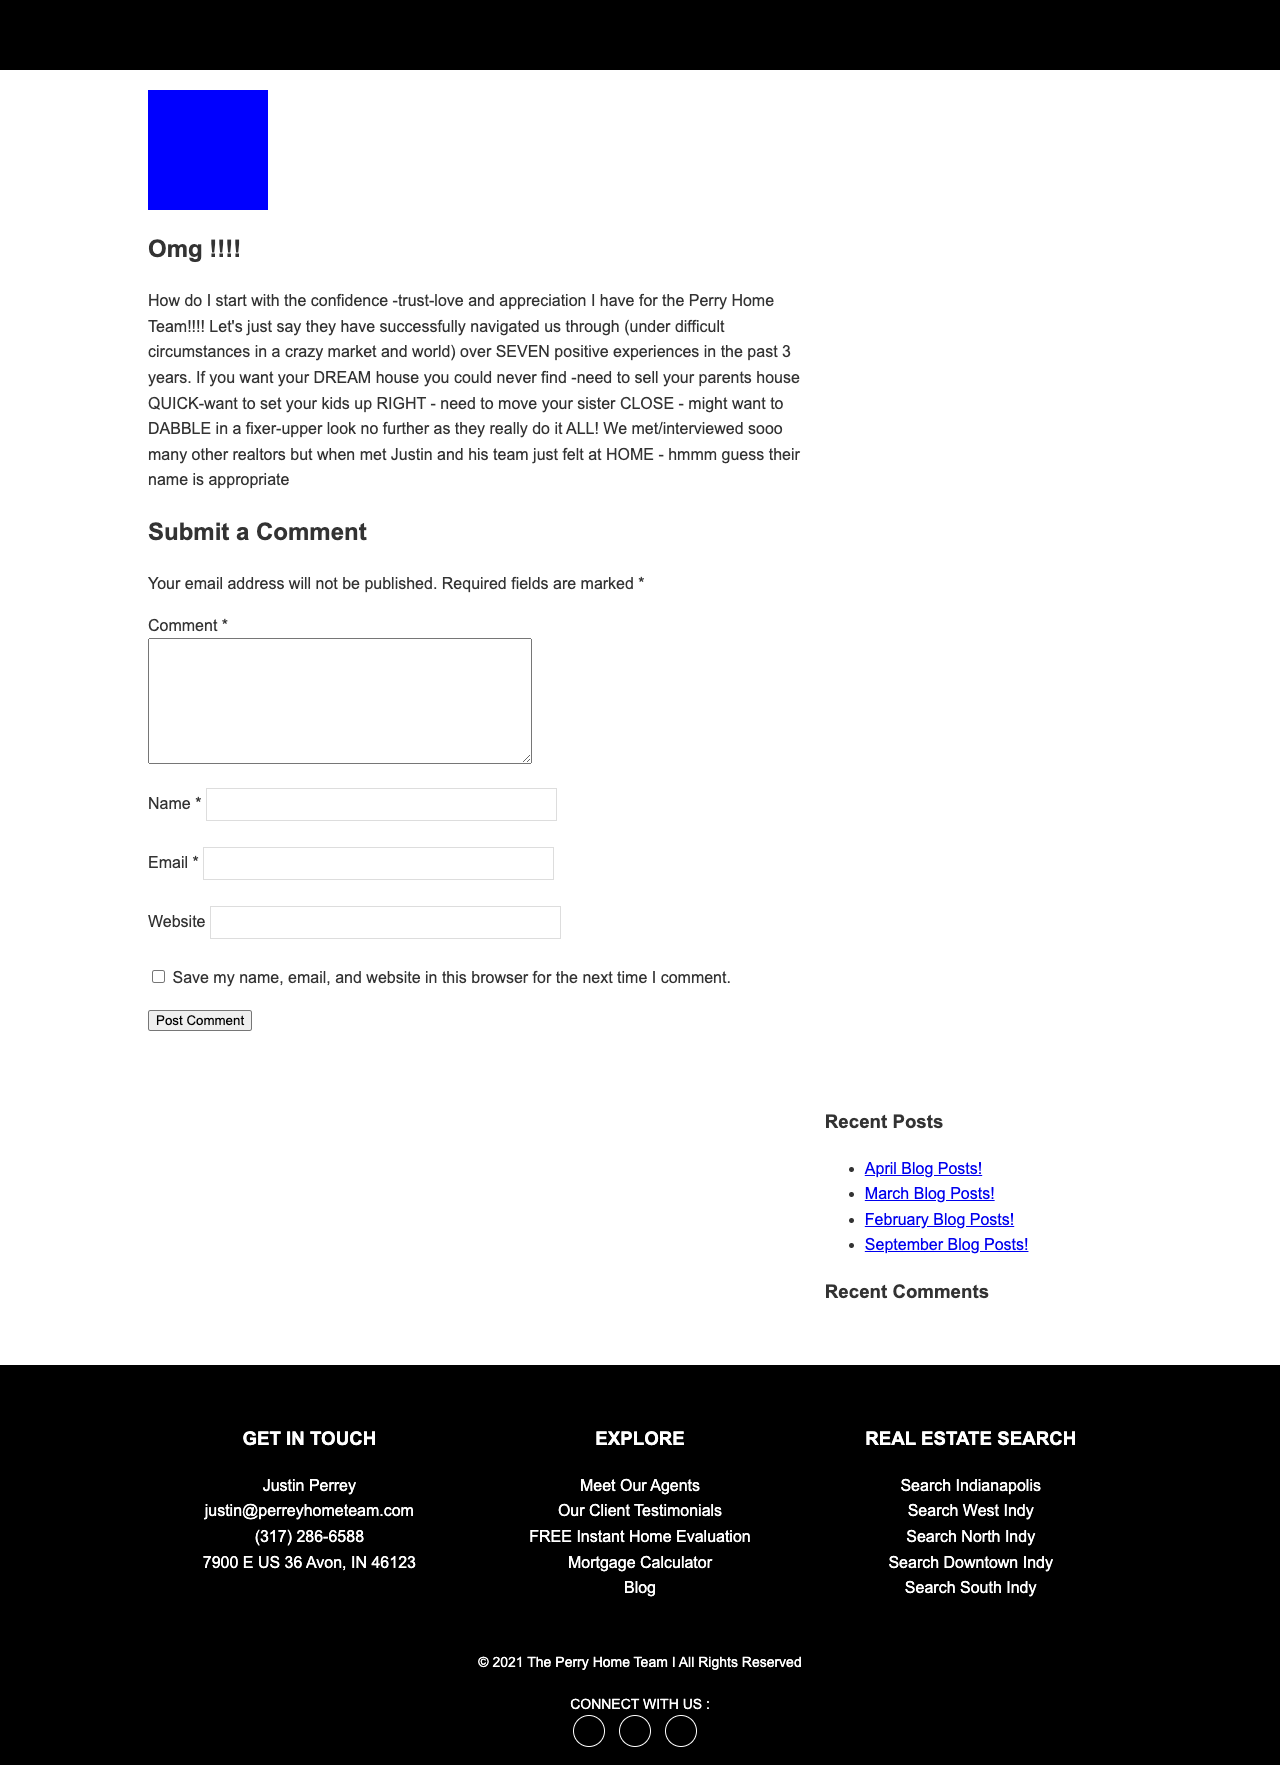 Omg !!!!
How do I start with the confidence -trust-love and appreciation I have for the Perry Home
Team!!!! Let's just say they have successfully navigated us through (under difficult
circumstances in a crazy market and world) over SEVEN positive experiences in the past 3
years. If you want your DREAM house you could never find -need to sell your parents house
QUICK-want to set your kids up RIGHT - need to move your sister CLOSE - might want to
DABBLE in a fixer-upper look no further as they really do it ALL! We met/interviewed sooo
many other realtors but when met Justin and his team just felt at HOME - hmmm guess their
name is appropriate
Submit a Comment
Your email address will not be published. Required fields are marked *
Comment *
Name *
Email *
Website
Save my name, email, and website in this browser for the next time I comment.
Post Comment
Recent Posts
April Blog Posts!
March Blog Posts!
February Blog Posts!
September Blog Posts!
Recent Comments
GET IN TOUCH
Justin Perrey
justin@perreyhometeam.com
(317) 286-6588
7900 E US 36 Avon, IN 46123
EXPLORE
Meet Our Agents
Our Client Testimonials
FREE Instant Home Evaluation
Mortgage Calculator
Blog
REAL ESTATE SEARCH
Search Indianapolis
Search West Indy
Search North Indy
Search Downtown Indy
Search South Indy
© 2021 The Perry Home Team I All Rights Reserved
CONNECT WITH US :